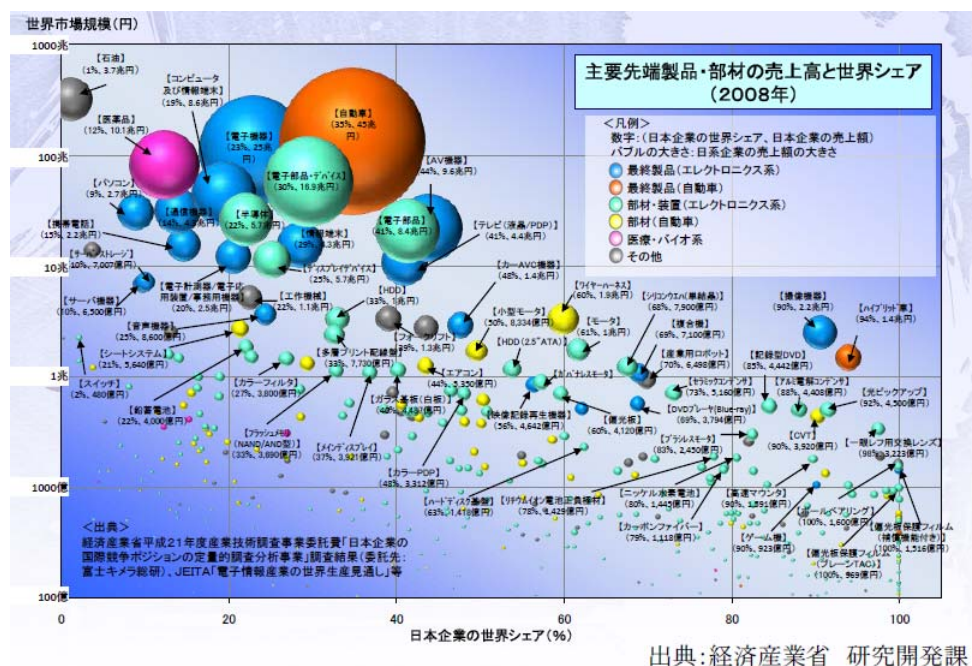 世界市場規模(円)
1000兆
100兆
10兆
1兆
1000億
100億
主要先端製品・部材の売上高と世界シェア
(2008年)
<凡例>
数字:(日本企業の世界シェア、日本企業の売上額)
バブルの大きさ:日系企業の売上額の大きさ
最終製品(エレクトロニクス系)
最終製品(自動車)
部材・装置(エレクトロニクス系)
部材(自動車)
医療・バイオ系
その他
【石油】
(1%, 3.7兆円)
【コンピュータ
及び情報端末】
(19%, 8.6兆円)
【医薬品】
(12%, 10.1兆円)
【電子機器】
(23%, 25兆
円)
【自動車】
(35%, 45兆
円)
【電子部品・デバイス】
(30%, 18.9兆円)
【AV機器】
(44%, 9.6兆円)
【パソコン】
(9%, 2.7兆円)
【通信機器】
【半導体】
(22%, 5.7兆円)
【電子部品】
(41%, 8.4兆円)
【テレビ(液晶/PDP)】
(41%, 4.4兆円)
【携帯電話】
(15%, 2.2兆円)
【情報端末】
【サーバ/ストレージ】
(10%, 7,007億円)
【ディスプレイデバイス】
(25%, 5.7兆円)
【カーAVC機器】
(48%, 1.4兆円)
【ワイヤーハーネス】
(60%, 1.9兆円)
【シリコンウエハ(単結晶)】
(68%, 7,900億円)
【撮像機器】
(90%, 2.2兆円)
【ハイブリッド車】
(94%, 1.4兆円)
【サーバ機器】
(10%, 6,500億円)
【電子計測器/電子応
用装置/事務用機器】
(20%, 2.5兆円)
【工作機械】
(22%, 1.1兆円)
【HDD】
(33%, 1兆円)
【小型モータ】
(50%, 8,334億円)
【モータ】
(61%, 1兆円)
【複合機】
(69%, 7,100億円)
【音声機器】
(25%, 8,600億円)
【フォークリフト】
(39%, 1.3兆円)
【HDD(2.5"ATA)】
【産業用ロボット】
(70%, 6,498億円)
【記録型DVD】
(85%, 4,442億円)
【シートシステム】
(21%, 5,640億円)
【多層プリント配線盤】
(33%, 7,730億円)
【エアコン】
(44%, 5,350億円)
【セラミックコンデンサ】
(73%, 5,160億円)
【アルミ電解コンデンサ】
(88%, 4,408億円)
【光ピックアップ】
(92%, 4,500億円)
【スイッチ】
(2%, 480億円)
【カラーフィルタ】
(27%, 3,800億円)
【ガラス基板(白板)】
【映像記録再生機器】
(56%, 4,642億円)
【偏光板】
(60%, 4,120億円)
【DVDプレーヤ(Blue-ray)】
(69%, 3,794億円)
【鉛蓄電池】
(22%, 4,000億円)
【フラッシュメモリ
(NAND/AND型)】
(33%, 3,890億円)
【メインディスプレイ】
(37%, 3,921億円)
【カラーPDP】
(48%, 3,312億円)
【ブラシレスモータ】
(83%, 2,450億円)
【CVT】
(90%, 3,920億円)
【一眼レフ用交換レンズ】
(98%, 3,223億円)
【ハードディスク基盤】
(63%, 1,418億円)
【リチウムイオン電池正負極材】
(78%, 1,429億円)
【ニッケル水素電池】
(80%, 1,445億円)
【高速マウンタ】
【ボールベアリング】
(100%, 1,600億円)
【カーボンファイバー】
(79%, 1,118億円)
【ゲーム機】
(90%, 923億円)
【偏光板保護フィルム
(補償機能付き)】
(100%, 1,516億円)
【偏光板保護フィルム
(プレーンTAC)】
(100%, 969億円)
<出典>
経済産業省平成21年度産業技術調査事業委託費「日本企業の
国際競争ポジションの定量的調査分析事業」調査結果(委託先:
富士キメラ総研)、JEITA「電子情報産業の世界生産見通し」等
0
20
40
60
80
100
日本企業の世界シェア(%)
出典:経済産業省 研究開発課